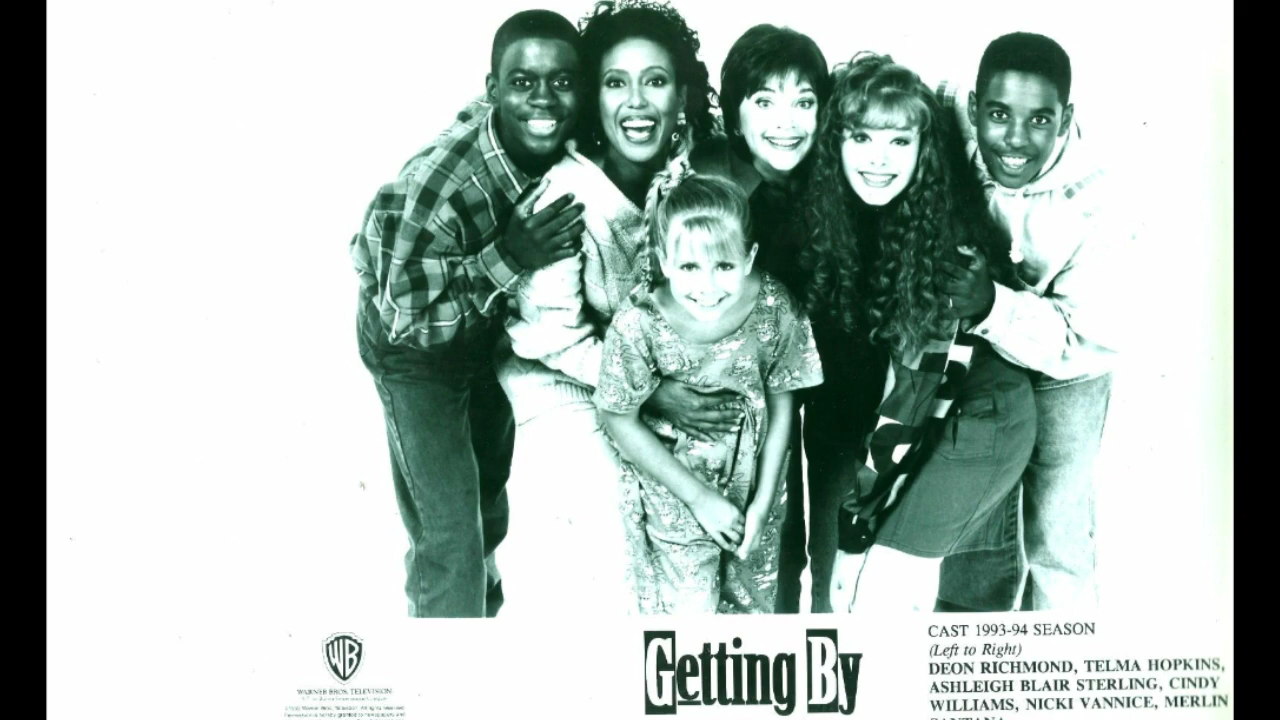 WB
WARNER BROS. TELEVISION
Getting By
CAST 1993-94 SEASON
(Left to Right)
DEON RICHMOND, TELMA HOPKINS,
ASHLEIGH BLAIR STERLING, CINDY
WILLIAMS, NICKI VANNICE, MERLIN
SANTANA